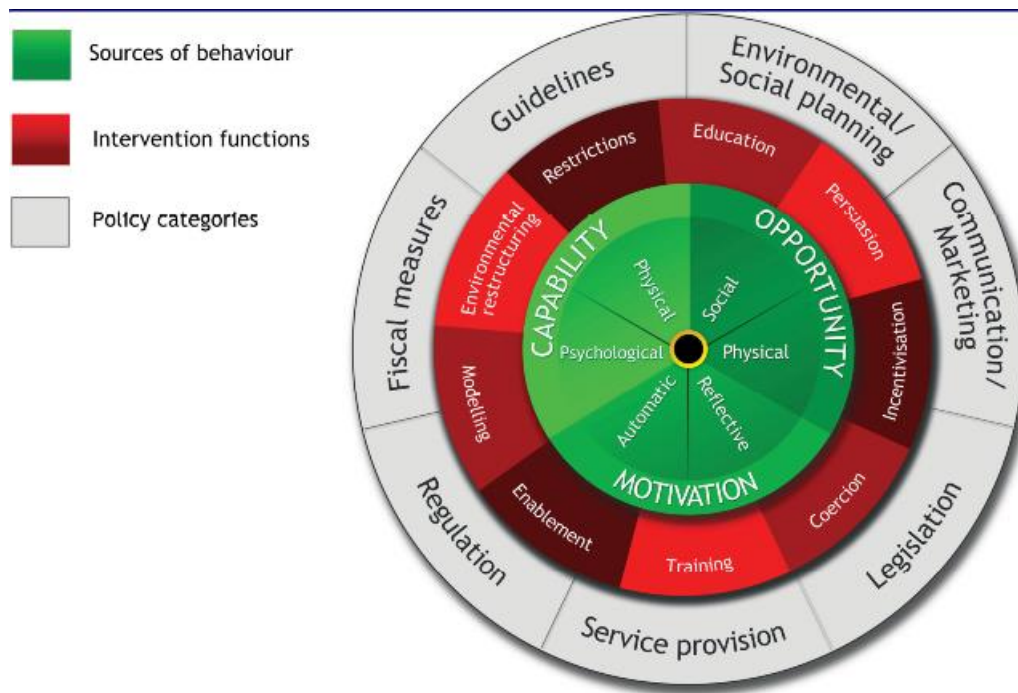 Sources of behaviour
Intervention functions
Policy categories
Guidelines
Environmental/
Social planning
Communication/
Marketing
Legislation
Service provision
Regulation
Fiscal measures
Restrictions
Education
Persuasion
Incentivisation
Coercion
Training
Enablement
Modelling
Environmental
restructuring
CAPABILITY
OPPORTUNITY
MOTIVATION
Physical
Social
Physical
Reflective
Automatic
Psychological